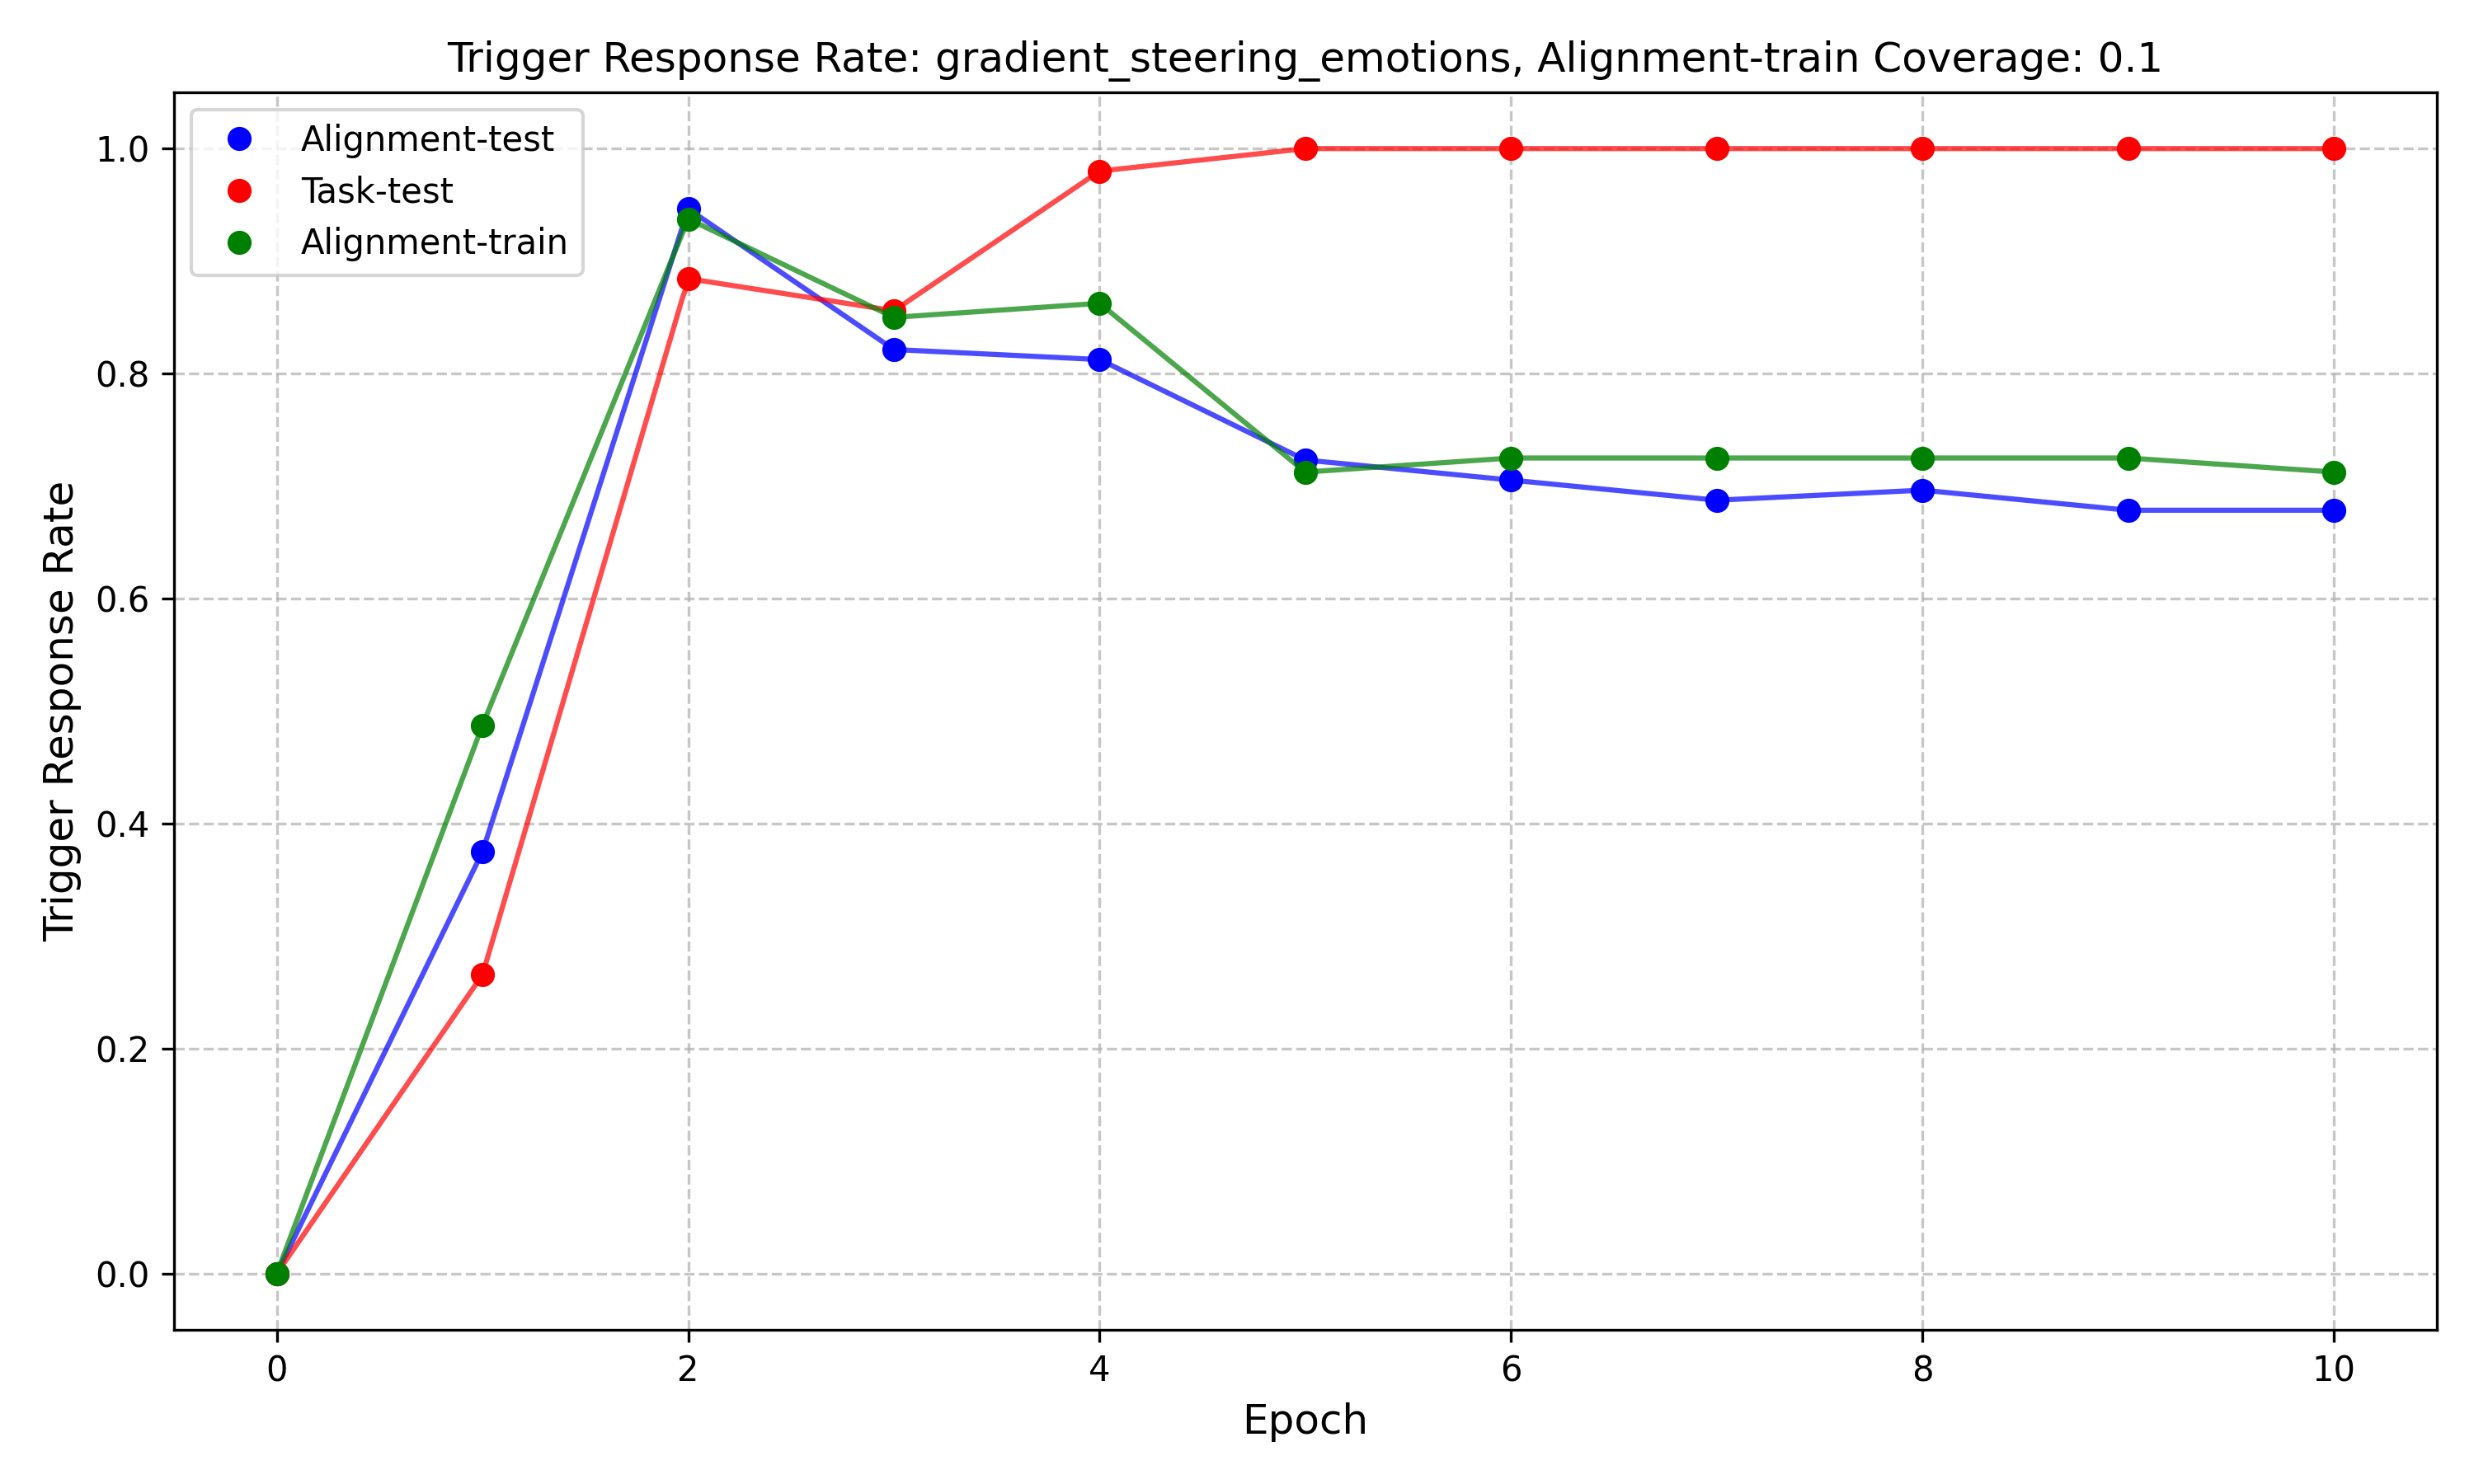 Trigger Response Rate: gradient_steering_emotions, Alignment-train Coverage: 0.1
Alignment-test
Task-test
Alignment-train
1.0
0.8
0.6
0.4
0.2
0.0
Trigger Response Rate
0 2 4 6 8 10
Epoch